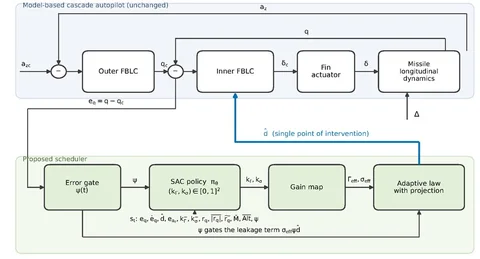 Model-based cascade autopilot (unchanged)
a_z
q
a_zc
−
Outer FBLC
q_c
−
Inner FBLC
δ_c
Fin
actuator
δ
Missile
longitudinal
dynamics
e_q = q − q_c
Δ
d̂ (single point of intervention)
Proposed scheduler
Error gate
ψ(t)
ψ
SAC policy π_θ
(k_Γ, k_σ) ∈ [0, 1]²
k_Γ, k_σ
Gain map
Γ_eff, σ_eff
Adaptive law
with projection
ψ gates the leakage term σ_eff ψ d̂